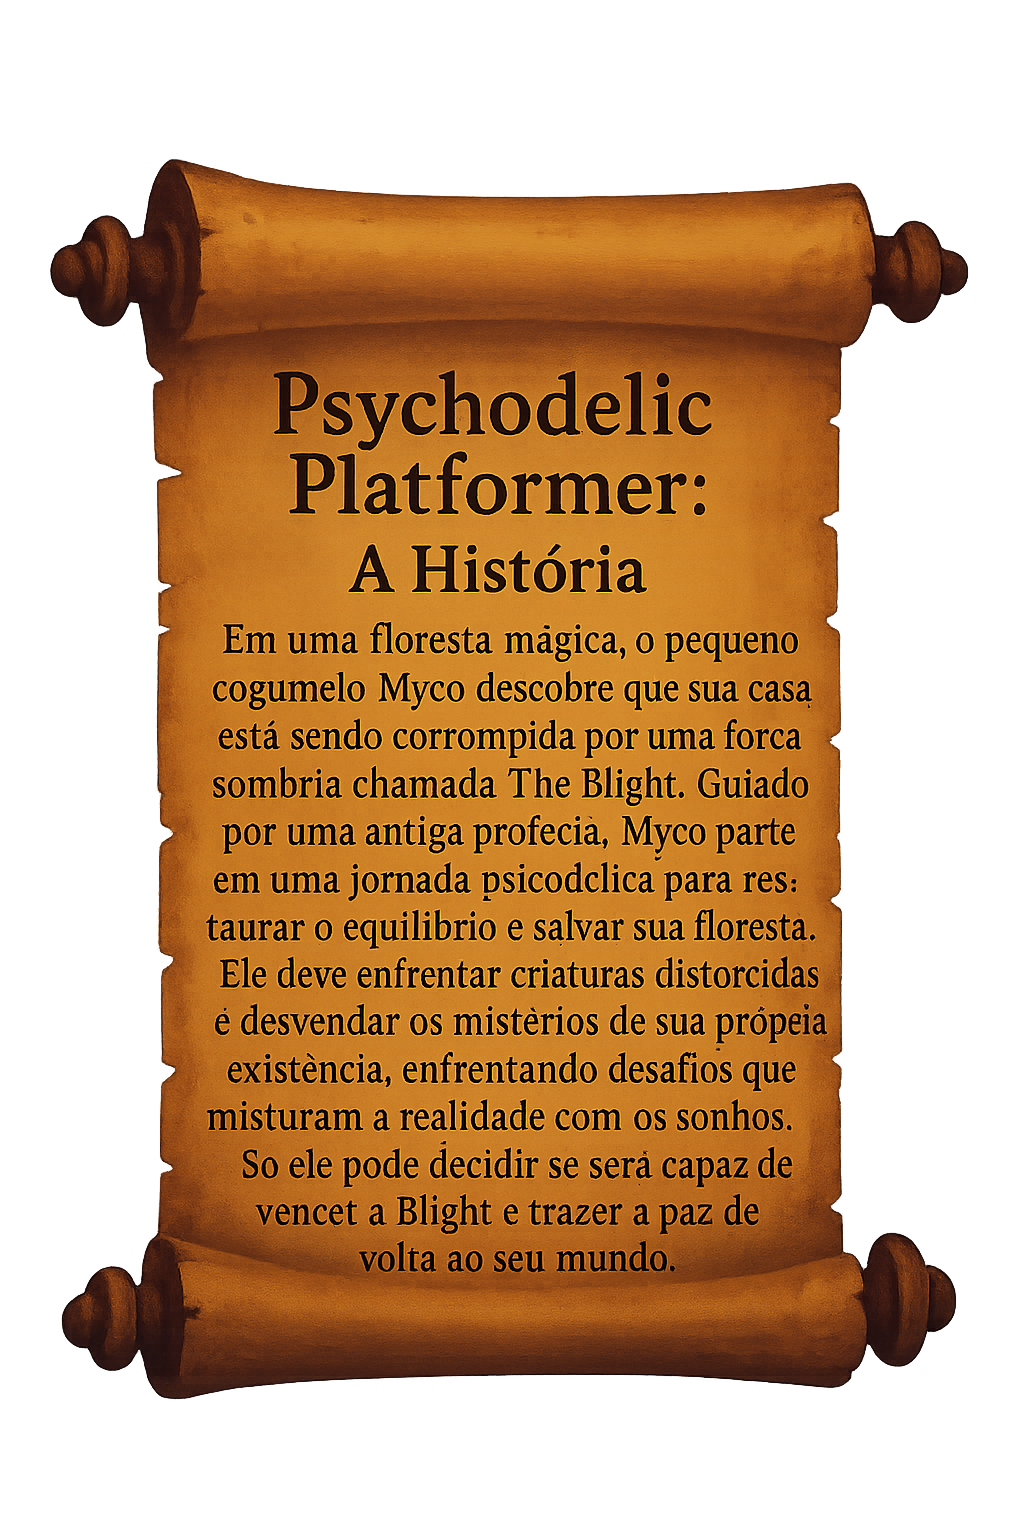 Psychodelic
Platformer:
A História
Em uma floresta mágica, o pequeno
cogumelo Myco descobre que sua casa
está sendo corrompida por uma forca
sombria chamada The Blight. Guiado
por uma antiga profecià, Myco parte
em uma jornada psicodclica para res:
taurar o equilibrio e salvar sua floresta.
Ele deve enfrentar criaturas distorcidas
ė desvendar os mistèrios de sua própeia
existència, enfrentando desafios que
misturam a realidade com os sonhos.
So ele pode decidir se será capaz de
vencet a Blight e trazer a paz de
volta ao seu mundo.